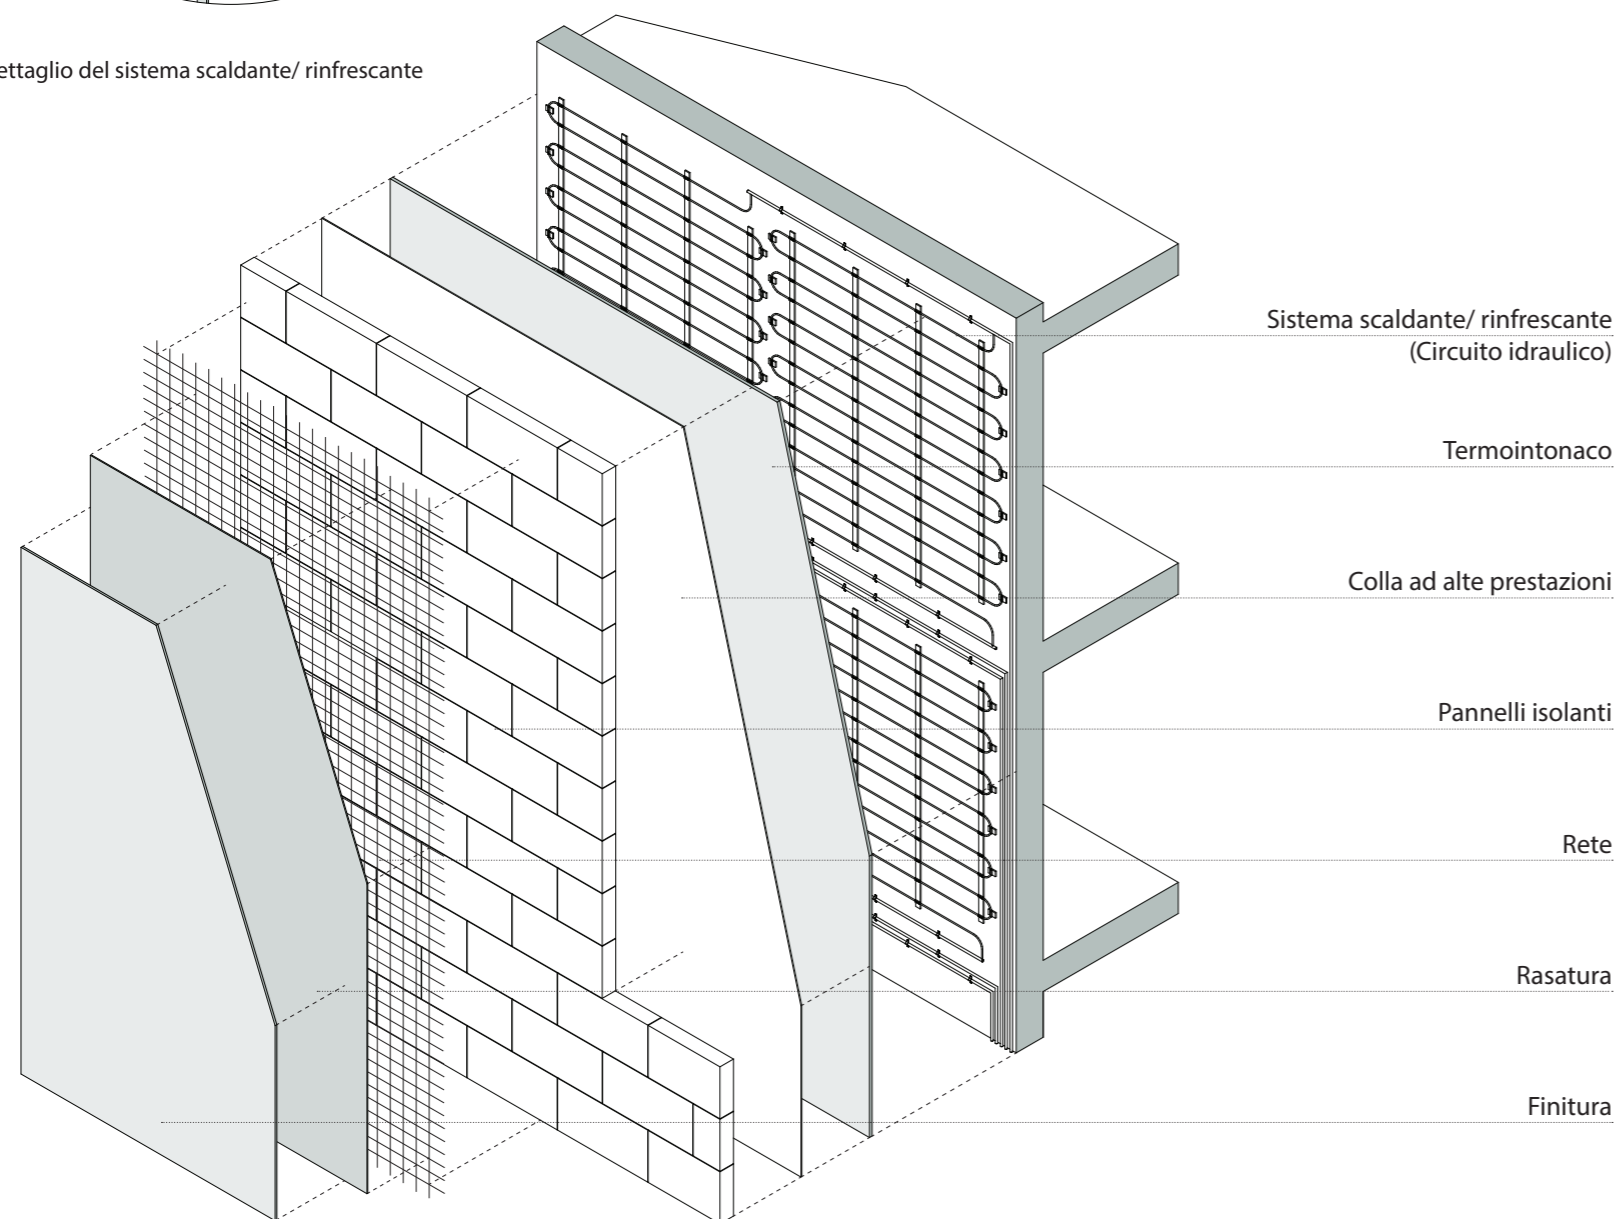 ettaglio del sistema scaldante/ rinfrescante
Sistema scaldante/ rinfrescante
(Circuito idraulico)
Termointonaco
Colla ad alte prestazioni
Pannelli isolanti
Rete
Rasatura
Finitura